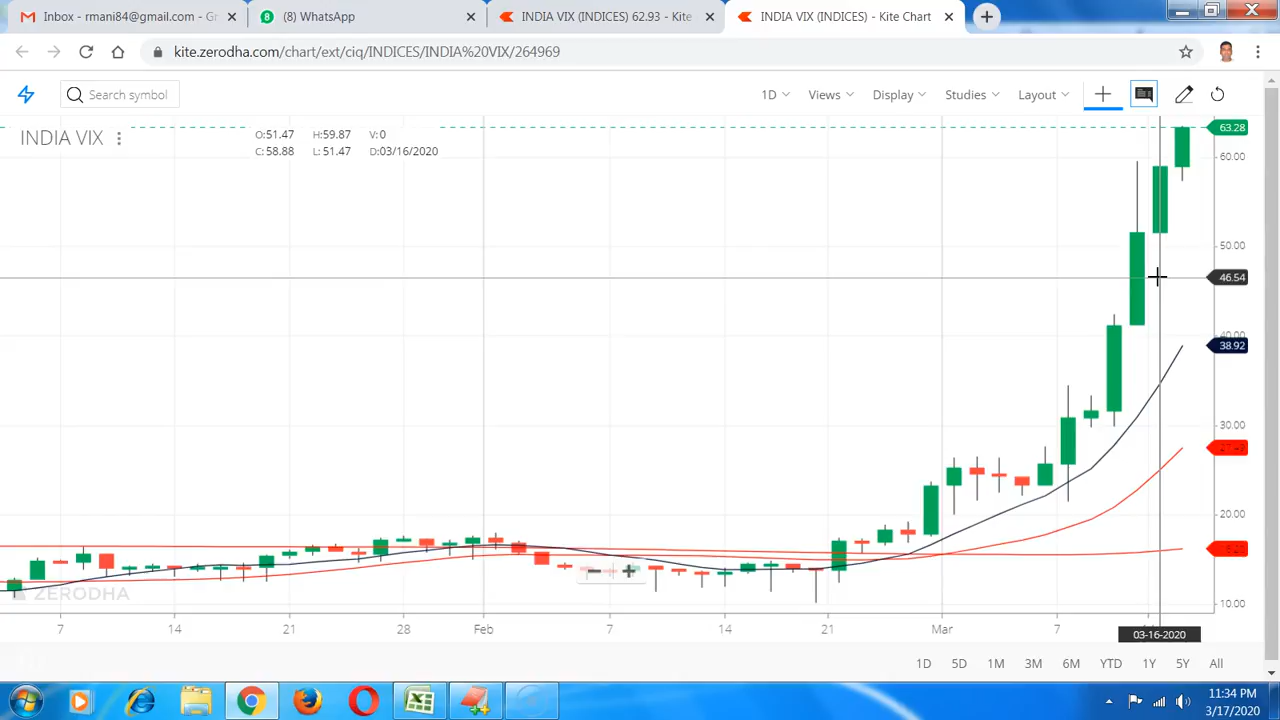 Inbox - rmani84@gmail.com - Gr
(8) WhatsApp
(INDICES) 62.93 - Kite
INDIA VIX (INDICES) - Kite Chart
kite.zerodha.com/chart/ext/ciq/INDICES/INDIA%20VIX/264969
Search symbol
1D Views Display Studies Layout
INDIA VIX
O:51.47 H:59.87 V:0
C:58.88 L:51.47 D:03/16/2020
63.28
60.00
50.00
46.54
40.00
38.92
30.00
20.00
10.00
ZERODHA
7 14 21 28 Feb 7 14 21 Mar 7
03-16-2020
1D 5D 1M 3M 6M YTD 1Y 5Y All
11:34 PM
3/17/2020